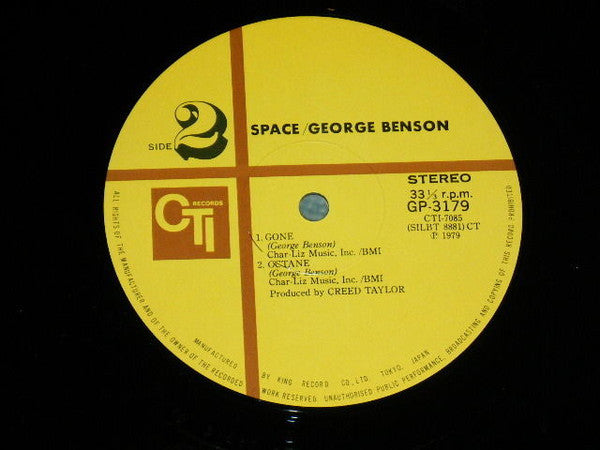 SIDE 2
SPACE /GEORGE BENSON
STEREO
33⅓ r.p.m.
GP-3179
CTI-7085
(SILBT 8881) CT
Ⓟ 1979
CTI RECORDS
1. GONE
(George Benson)
Char-Liz Music, Inc. /BMI
2. OCTANE
(George Benson)
Char-Liz Music, Inc. /BMI
Produced by CREED TAYLOR
ALL RIGHTS OF THE MANUFACTURER AND OF THE OWNER OF THE RECORDED WORK RESERVED. UNAUTHORISED PUBLIC PERFORMANCE, BROADCASTING AND COPYING OF THIS RECORD PROHIBITED.
MANUFACTURED BY KING RECORD CO., LTD. TOKYO, JAPAN.